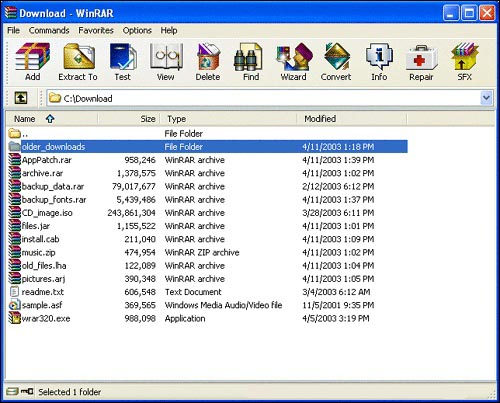 Download - WinRAR
File Commands Favorites Options Help
Add Extract To Test View Delete Find Wizard Convert Info Repair SFX
C:\Download
Name Size Type Modified
.. File Folder
older_downloads File Folder 4/11/2003 1:18 PM
AppPatch.rar 958,246 WinRAR archive 4/11/2003 1:39 PM
archive.rar 1,378,575 WinRAR archive 4/11/2003 1:02 PM
backup_data.rar 79,017,677 WinRAR archive 2/12/2003 6:12 PM
backup_fonts.rar 5,439,486 WinRAR archive 4/11/2003 1:37 PM
CD_image.iso 243,861,304 WinRAR archive 3/28/2003 6:11 PM
files.jar 1,155,522 WinRAR archive 4/11/2003 1:01 PM
install.cab 211,040 WinRAR archive 4/11/2003 1:09 PM
music.zip 474,954 WinRAR ZIP archive 4/11/2003 1:02 PM
old_files.lha 122,089 WinRAR archive 4/11/2003 1:04 PM
pictures.arj 390,348 WinRAR archive 4/11/2003 1:05 PM
readme.txt 606,548 Text Document 3/4/2003 6:12 AM
sample.asf 369,565 Windows Media Audio/Video file 11/5/2001 9:35 PM
wrar320.exe 988,098 Application 4/5/2003 3:19 PM
Selected 1 folder